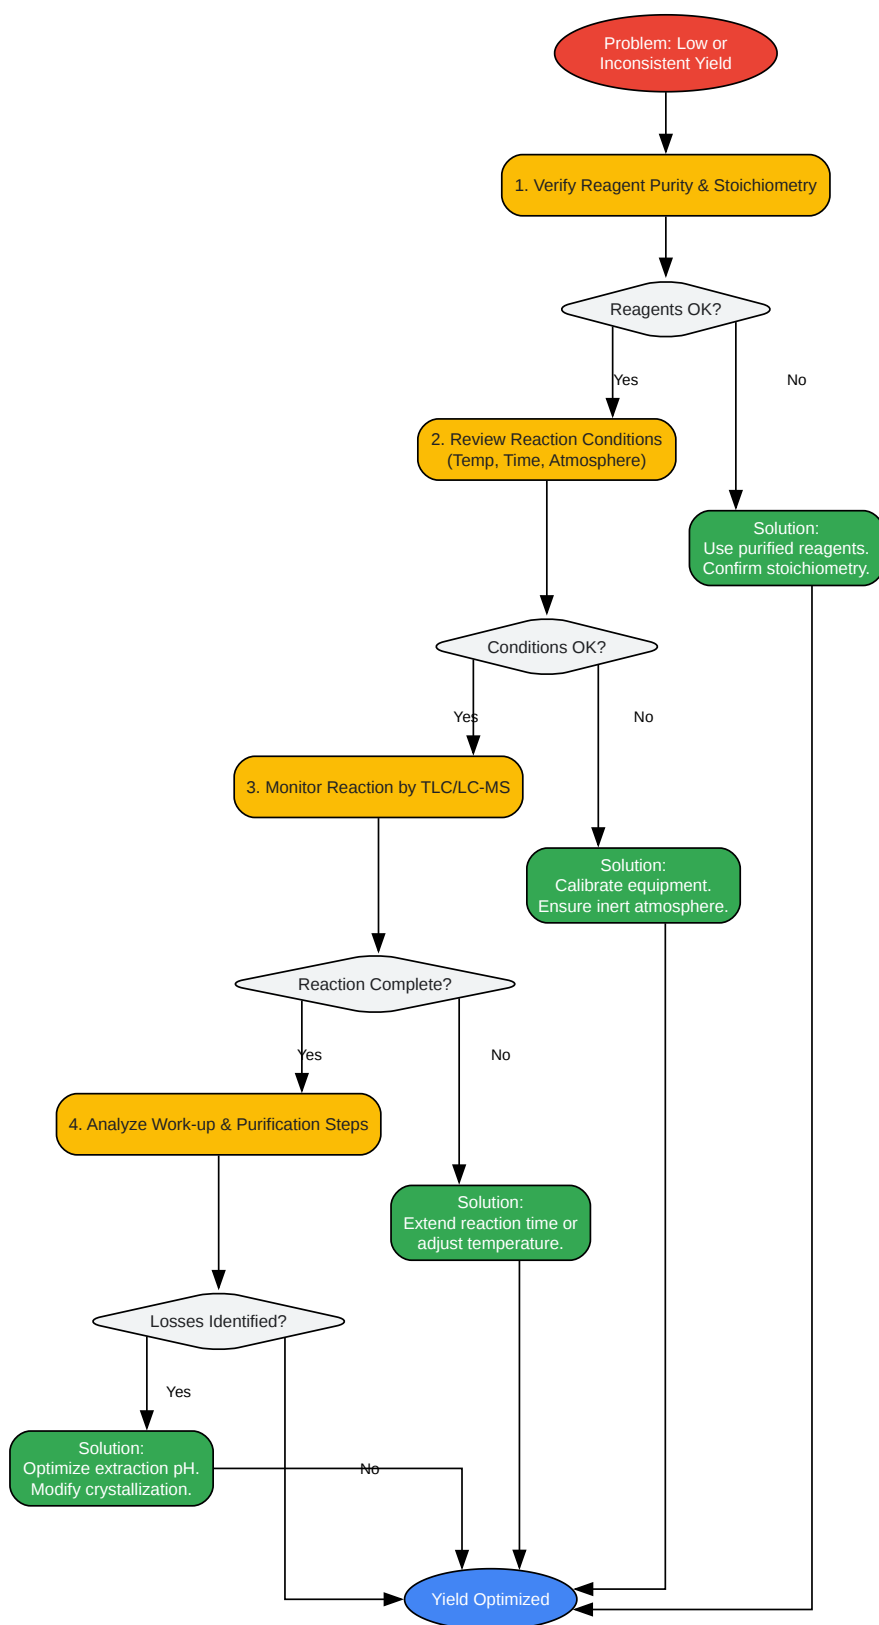 Problem: Low or
Inconsistent Yield
1. Verify Reagent Purity & Stoichiometry
Reagents OK?
Yes
No
2. Review Reaction Conditions
(Temp, Time, Atmosphere)
Solution:
Use purified reagents.
Confirm stoichiometry.
Conditions OK?
Yes
No
3. Monitor Reaction by TLC/LC-MS
Solution:
Calibrate equipment.
Ensure inert atmosphere.
Reaction Complete?
Yes
No
4. Analyze Work-up & Purification Steps
Solution:
Extend reaction time or
adjust temperature.
Losses Identified?
Yes
Solution:
Optimize extraction pH.
Modify crystallization.
No
Yield Optimized